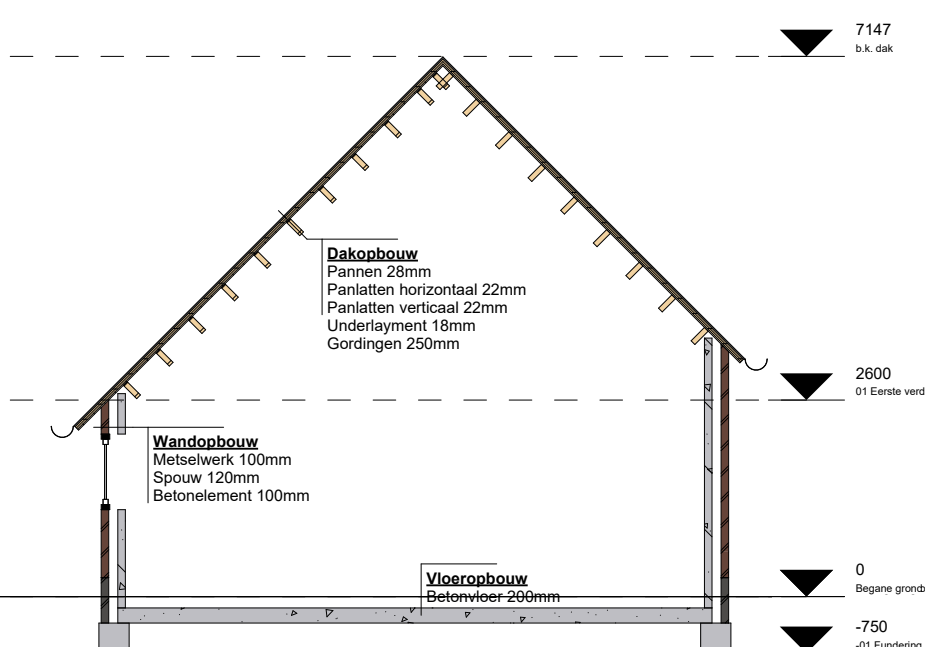 7147
b.k. dak
Dakopbouw
Pannen 28mm
Panlatten horizontaal 22mm
Panlatten verticaal 22mm
Underlayment 18mm
Gordingen 250mm
2600
01 Eerste verd
Wandopbouw
Metselwerk 100mm
Spouw 120mm
Betonelement 100mm
Vloeropbouw
Betonvloer 200mm
0
Begane grond
-750
-01 Fundering